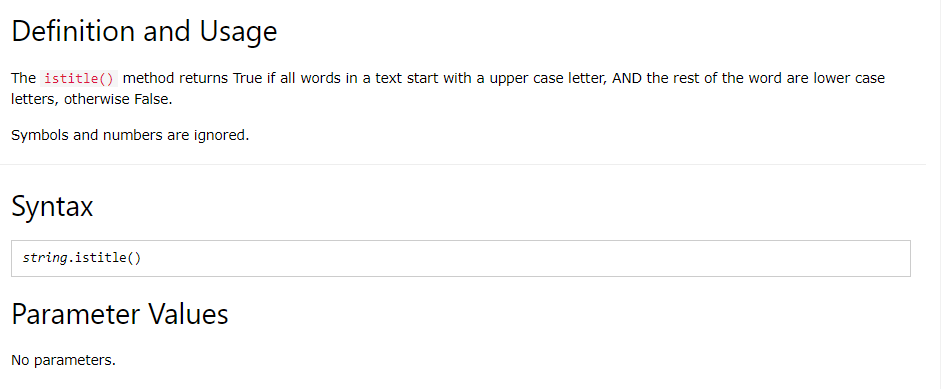 Definition and Usage
The istitle() method returns True if all words in a text start with a upper case letter, AND the rest of the word are lower case
letters, otherwise False.
Symbols and numbers are ignored.
Syntax
string.istitle()
Parameter Values
No parameters.